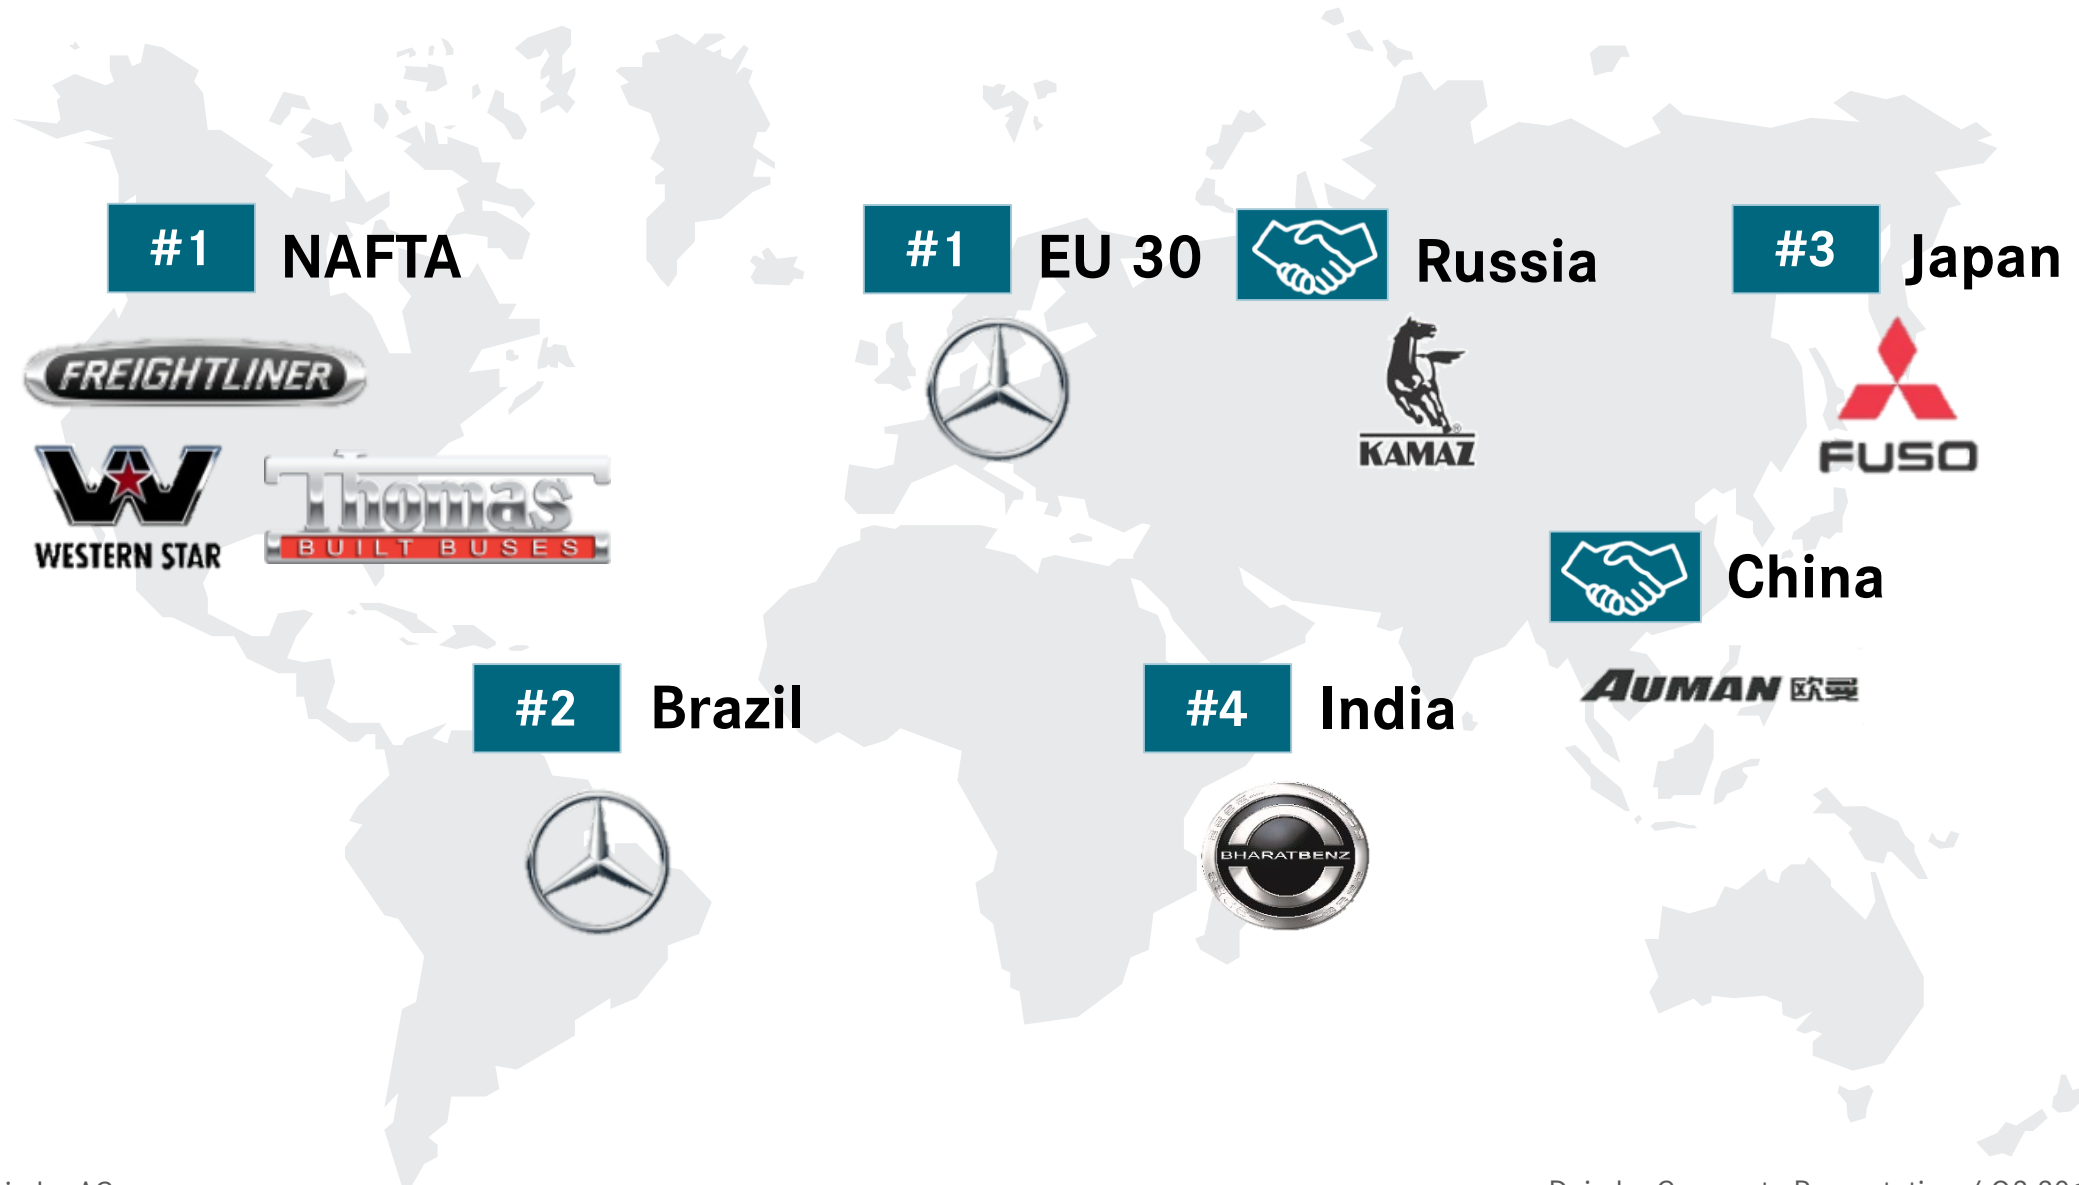 #1 NAFTA
FREIGHTLINER
WESTERN STAR
Thomas
BUILT BUSES
#1 EU 30
Russia
KAMAZ
#3 Japan
FUSO
China
AUMAN 欧曼
#2 Brazil
#4 India
BHARATBENZ